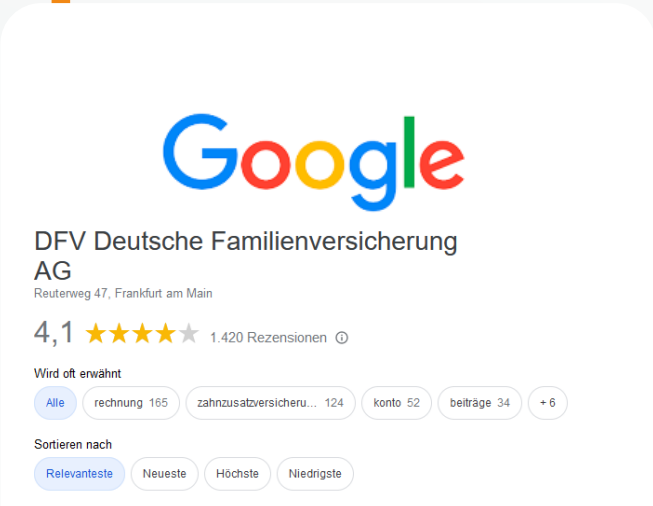 Google
DFV Deutsche Familienversicherung
AG
Reuterweg 47, Frankfurt am Main
4,1 1.420 Rezensionen
Wird oft erwähnt
Alle rechnung 165 zahnzusatzversicheru... 124 konto 52 beiträge 34 + 6
Sortieren nach
Relevanteste Neueste Höchste Niedrigste